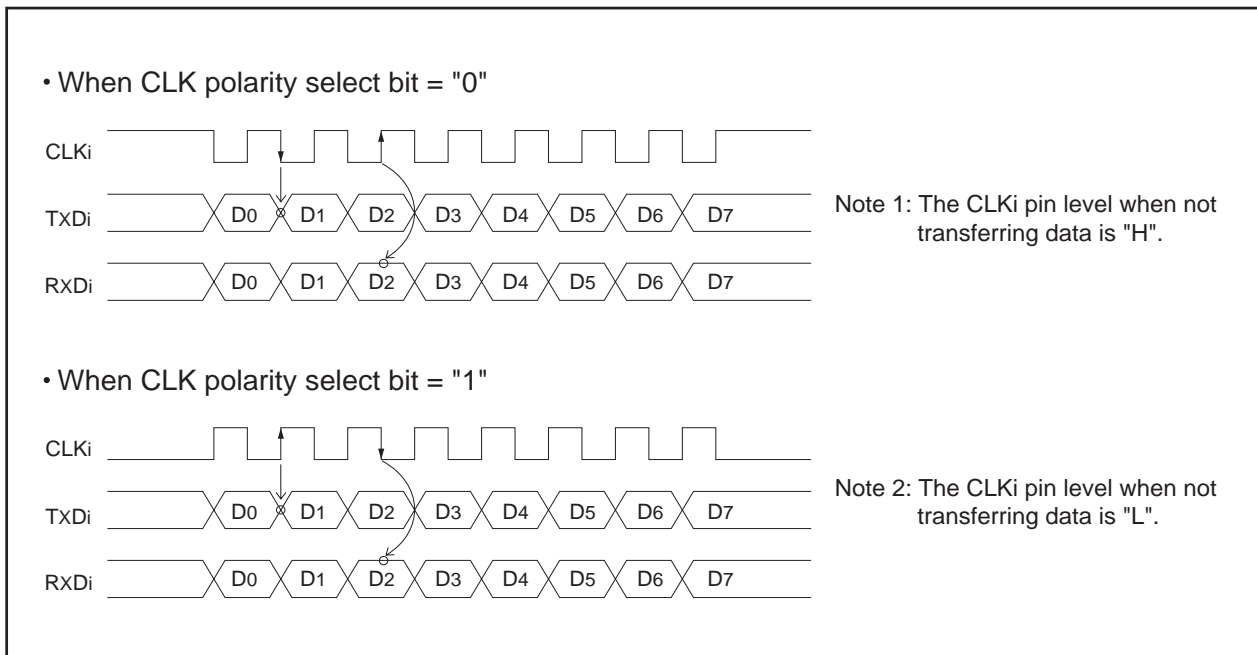 • When CLK polarity select bit = "0"
CLKi
TXDi D0 D1 D2 D3 D4 D5 D6 D7
RXDi D0 D1 D2 D3 D4 D5 D6 D7
Note 1: The CLKi pin level when not
transferring data is "H".
• When CLK polarity select bit = "1"
CLKi
TXDi D0 D1 D2 D3 D4 D5 D6 D7
RXDi D0 D1 D2 D3 D4 D5 D6 D7
Note 2: The CLKi pin level when not
transferring data is "L".